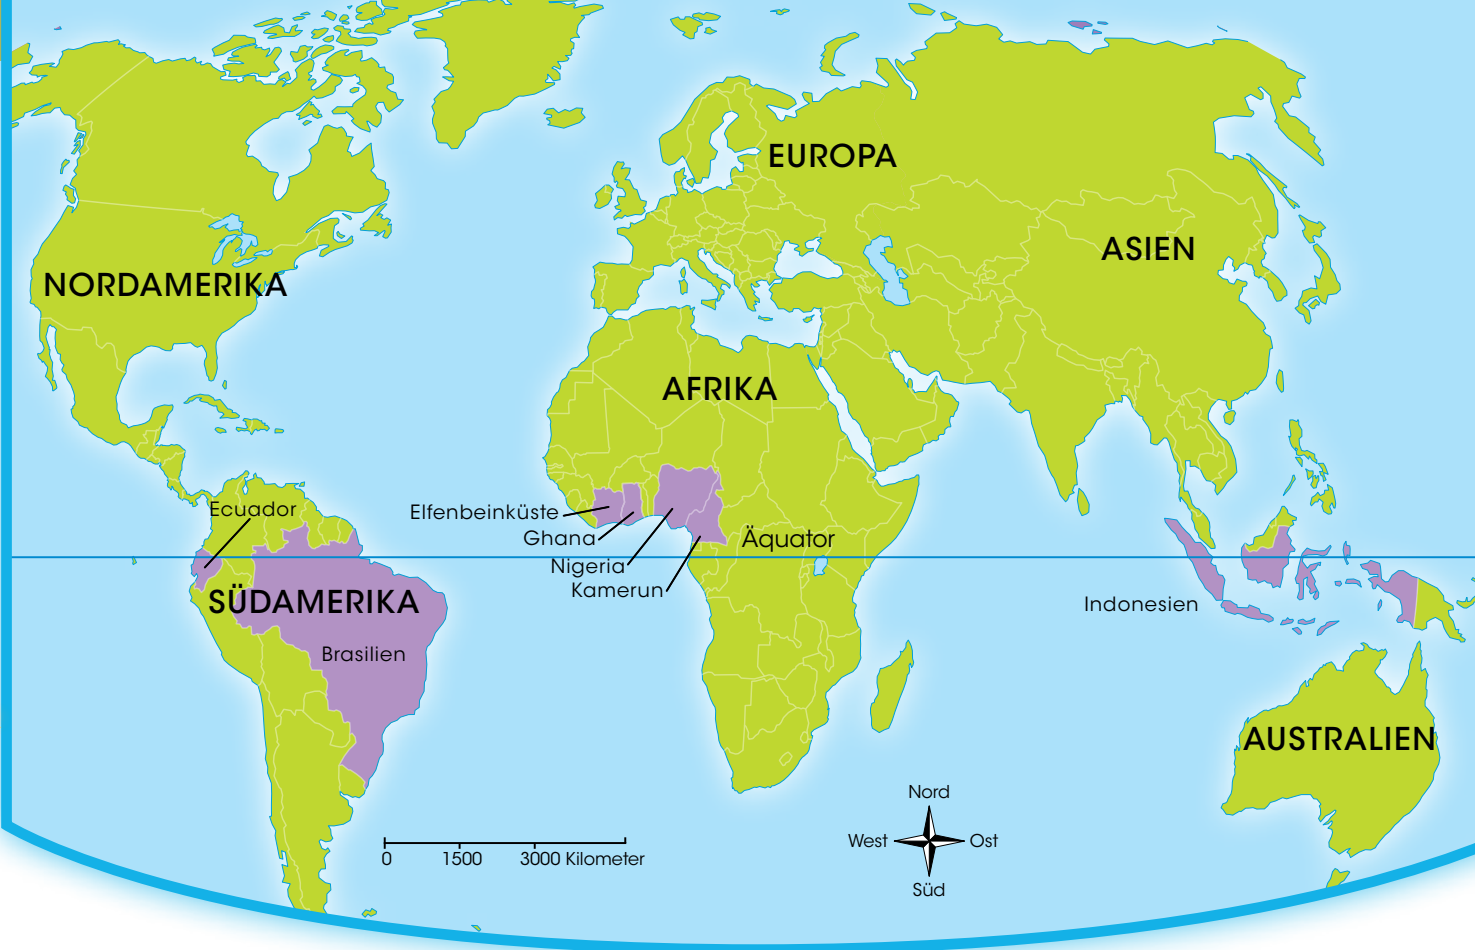 EUROPA
ASIEN
NORDAMERIKA
AFRIKA
Ecuador
Elfenbeinküste
Ghana
Äquator
Nigeria
Kamerun
SÜDAMERIKA
Indonesien
Brasilien
AUSTRALIEN
Nord
West Ost
Süd
0 1500 3000 Kilometer